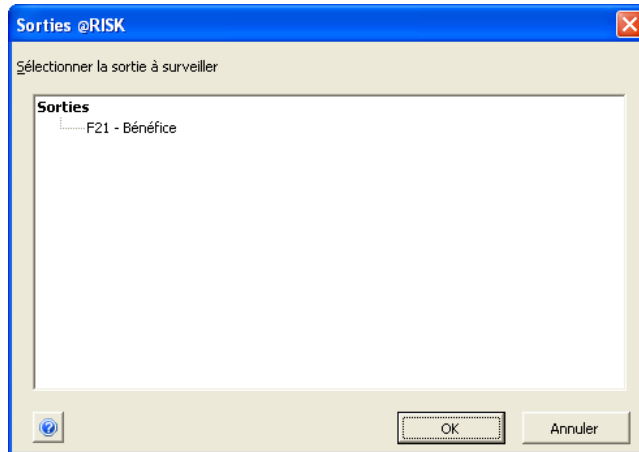 Sorties @RISK
Sélectionner la sortie à surveiller
Sorties
F21 - Bénéfice
OK
Annuler